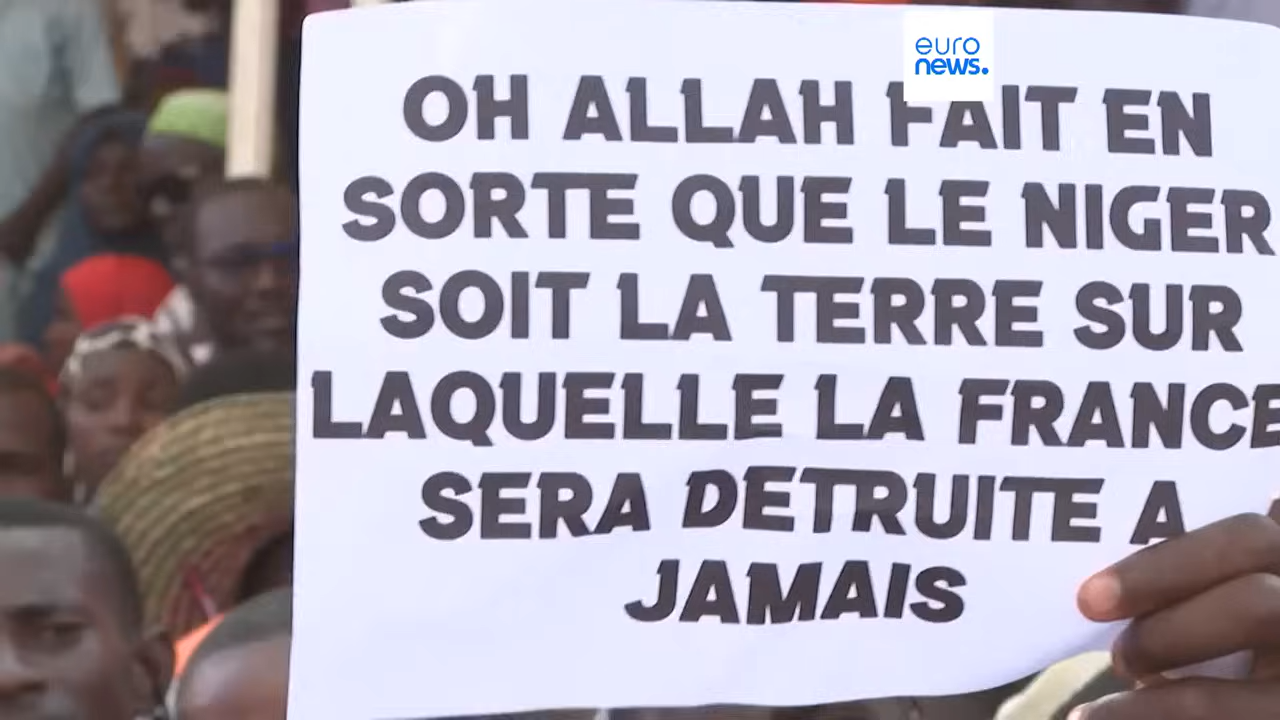 euro
news.
OH ALLAH FAIT EN
SORTE QUE LE NIGER
SOIT LA TERRE SUR
LAQUELLE LA FRANCE
SERA DETRUITE A
JAMAIS